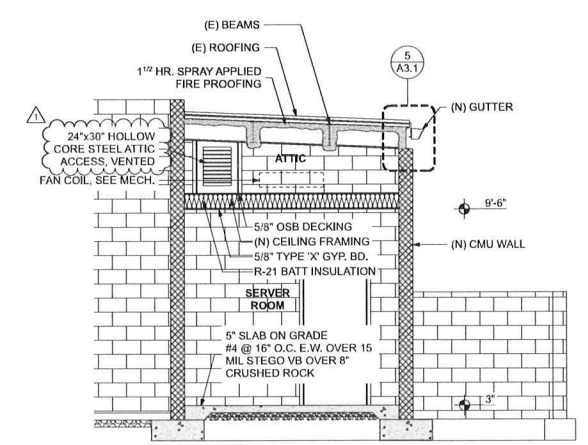 (E) BEAMS
(E) ROOFING
1 1/2 HR. SPRAY APPLIED
FIRE PROOFING
5
A3.1
(N) GUTTER
1
24"x30" HOLLOW
CORE STEEL ATTIC
ACCESS, VENTED
FAN COIL, SEE MECH.
ATTIC
9'-6"
5/8" OSB DECKING
(N) CEILING FRAMING
5/8" TYPE 'X' GYP. BD.
R-21 BATT INSULATION
(N) CMU WALL
SERVER
ROOM
5" SLAB ON GRADE
#4 @ 16" O.C. E.W. OVER 15
MIL STEGO VB OVER 8"
CRUSHED ROCK
3"